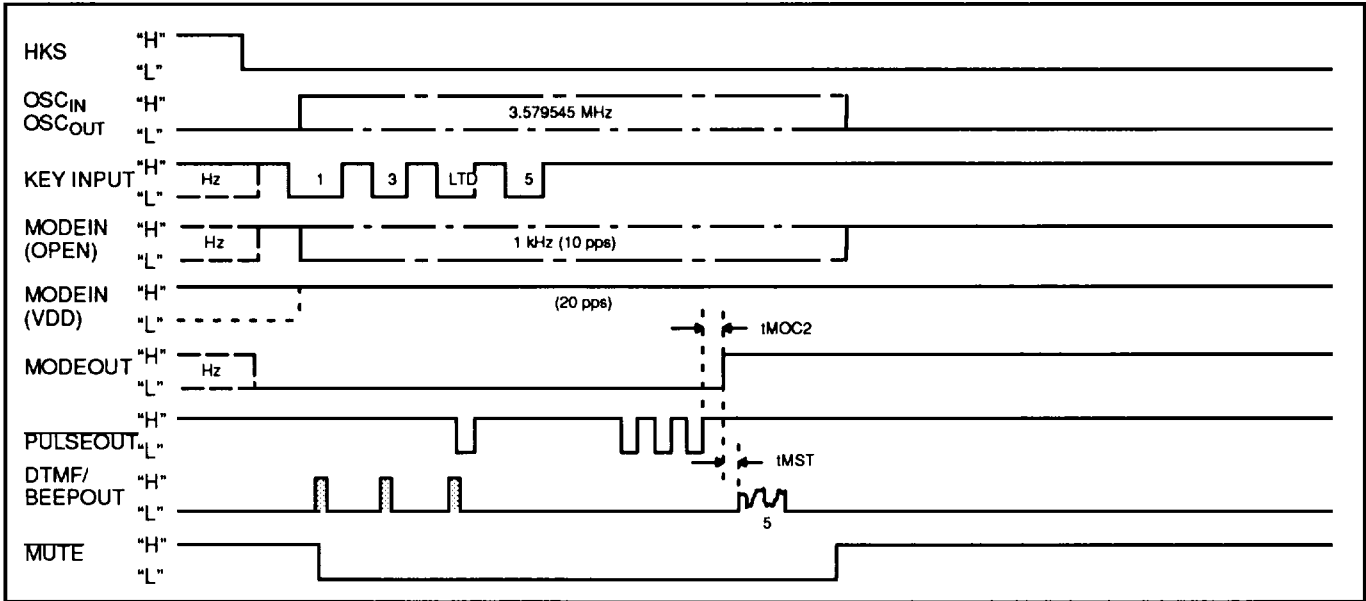 HKS "H"
"L"
OSCIN "H"
OSCOUT "L"
3.579545 MHz
KEY INPUT "H"
"L"
Hz 1 3 LTD 5
MODEIN "H"
(OPEN) "L"
Hz 1 kHz (10 pps)
MODEIN "H"
(VDD) "L"
(20 pps)
tMOC2
MODEOUT "H"
"L"
Hz
"H"
PULSEOUT "L"
tMST
DTMF/ "H"
BEEPOUT "L"
5
MUTE "H"
"L"